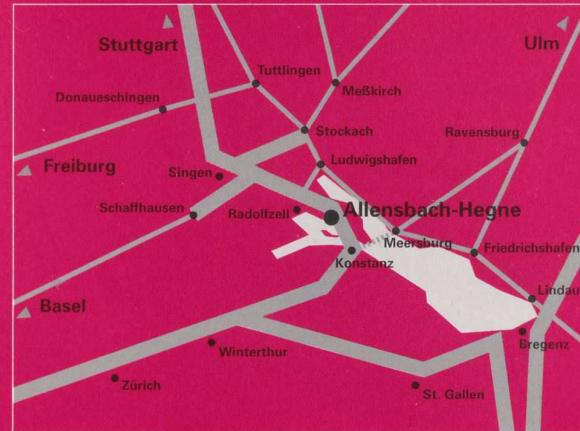 Stuttgart
Ulm
Tuttlingen
Donaueschingen
Meßkirch
Stockach
Ravensburg
Ludwigshafen
Freiburg
Singen
Schaffhausen
Radolfzell
Allensbach-Hegne
Meersburg
Friedrichshafen
Konstanz
Lindau
Basel
Bregenz
Winterthur
Zürich
St. Gallen